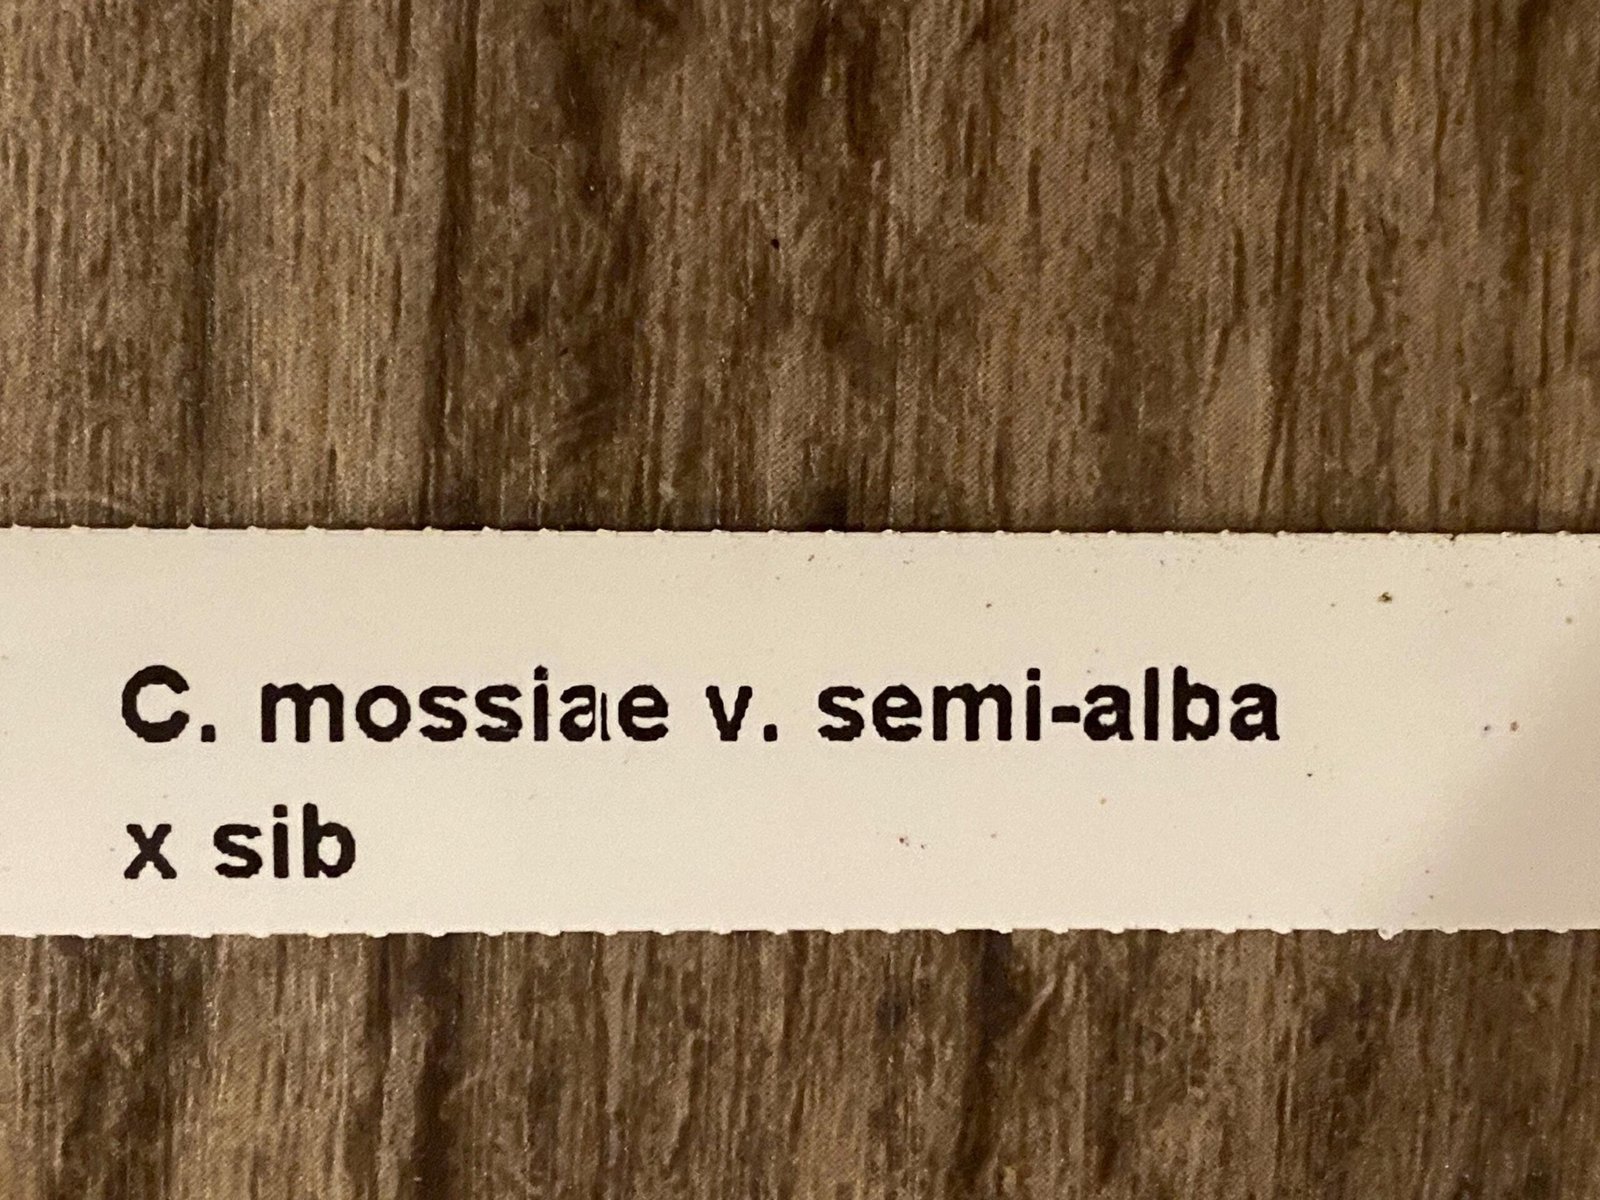 C. mossiae v. semi-alba
x sib